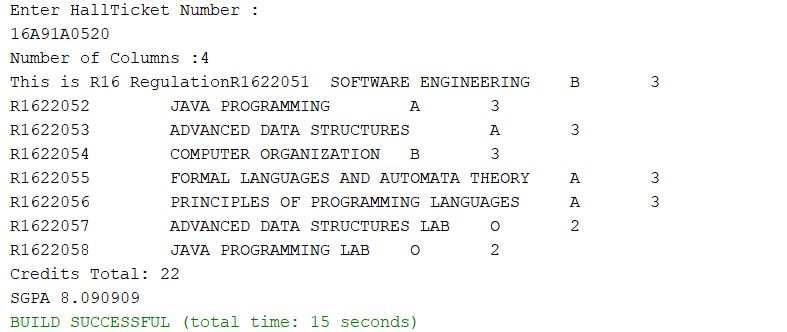 Enter HallTicket Number :
16A91A0520
Number of Columns :4
This is R16 RegulationR1622051 SOFTWARE ENGINEERING B 3
R1622052 JAVA PROGRAMMING A 3
R1622053 ADVANCED DATA STRUCTURES A 3
R1622054 COMPUTER ORGANIZATION B 3
R1622055 FORMAL LANGUAGES AND AUTOMATA THEORY A 3
R1622056 PRINCIPLES OF PROGRAMMING LANGUAGES A 3
R1622057 ADVANCED DATA STRUCTURES LAB O 2
R1622058 JAVA PROGRAMMING LAB O 2
Credits Total: 22
SGPA 8.090909
BUILD SUCCESSFUL (total time: 15 seconds)